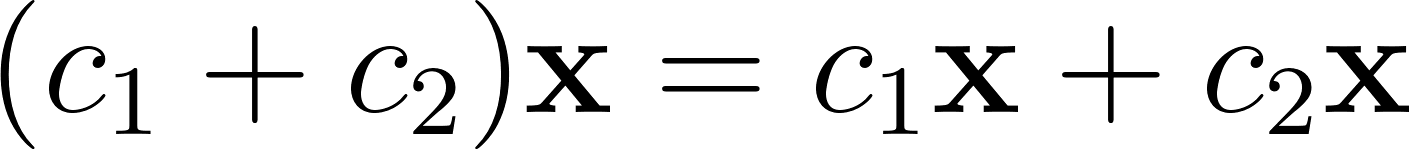 (c₁ + c₂)𝐱 = c₁𝐱 + c₂𝐱